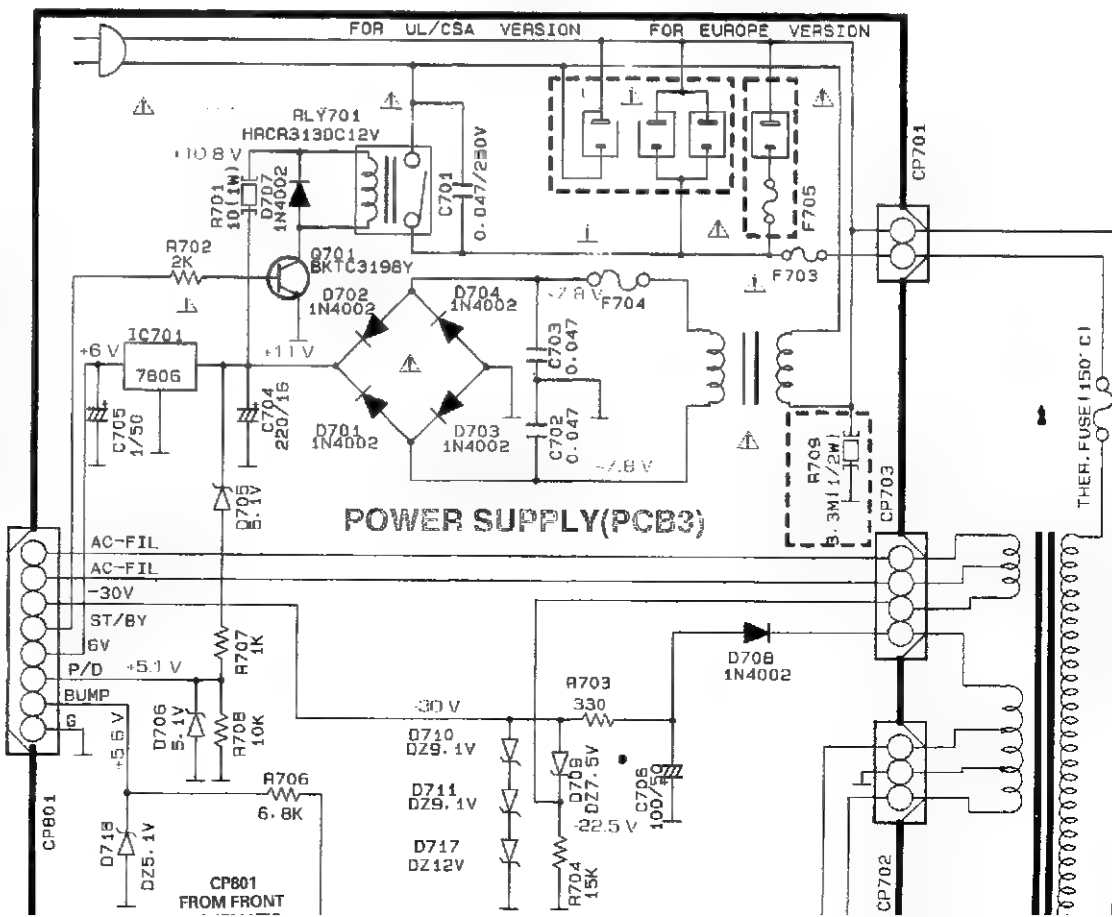 FOR UL/CSA VERSION
FOR EUROPE VERSION
RLY701
HRCR313DDC12V
+10.8 V
R701
10(1W)
D707
1N4002
C701
0.047/250V
F705
CP701
R702
2K
Q701
BKTC3198Y
F703
D702
1N4002
D704
1N4002
-7.8 V
F704
+6 V
IC701
7806
+11 V
C703
0.047
C705
1/50
C704
220/16
D701
1N4002
D703
1N4002
C702
0.047
-7.8 V
R709
3.3M(1/2W)
CP703
THER.FUSE(150°C)
D705
5.1V
POWER SUPPLY(PCB3)
AC-FIL
AC-FIL
-30V
ST/BY
6V
P/D
+5.1 V
BUMP
G
R707
1K
D708
1N4002
+5.6 V
D706
5.1V
R708
10K
R703
330
-30 V
D710
DZ9.1V
D709
DZ7.5V
C706
100/50
R706
6.8K
D711
DZ9.1V
-22.5 V
CP801
D718
DZ5.1V
D717
DZ12V
R704
15K
CP702
CP801
FROM FRONT